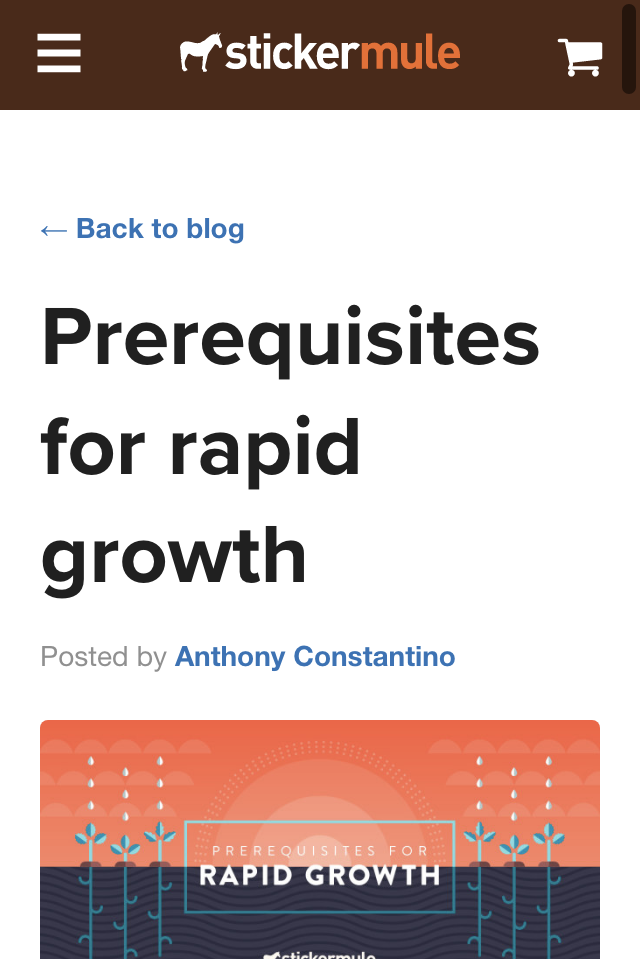 stickermule
← Back to blog
Prerequisites
for rapid
growth
Posted by Anthony Constantino
PREREQUISITES FOR
RAPID GROWTH
stickermule